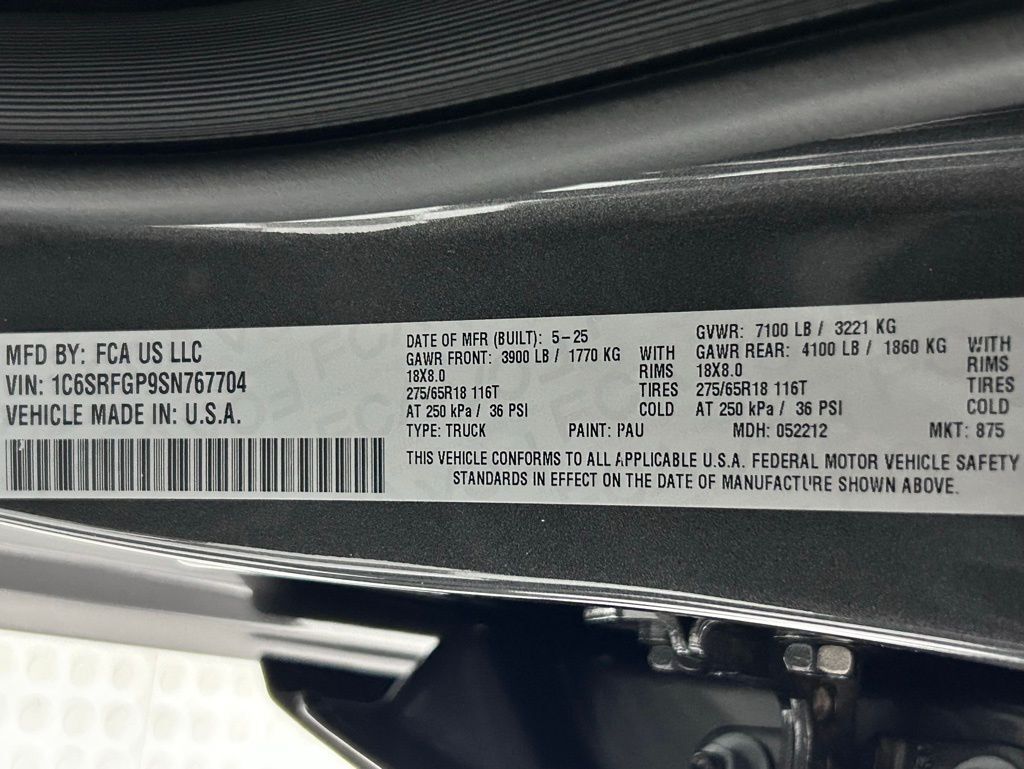 MFD BY: FCA US LLC
VIN: 1C6SRFGP9SN767704
VEHICLE MADE IN: U.S.A.
DATE OF MFR (BUILT): 5-25
GAWR FRONT: 3900 LB / 1770 KG WITH
18X8.0 RIMS
275/65R18 116T TIRES
AT 250 kPa / 36 PSI COLD
GVWR: 7100 LB / 3221 KG
GAWR REAR: 4100 LB / 1860 KG WITH
18X8.0 RIMS
275/65R18 116T TIRES
AT 250 kPa / 36 PSI COLD
TYPE: TRUCK PAINT: PAU MDH: 052212 MKT: 875
THIS VEHICLE CONFORMS TO ALL APPLICABLE U.S.A. FEDERAL MOTOR VEHICLE SAFETY
STANDARDS IN EFFECT ON THE DATE OF MANUFACTURE SHOWN ABOVE.